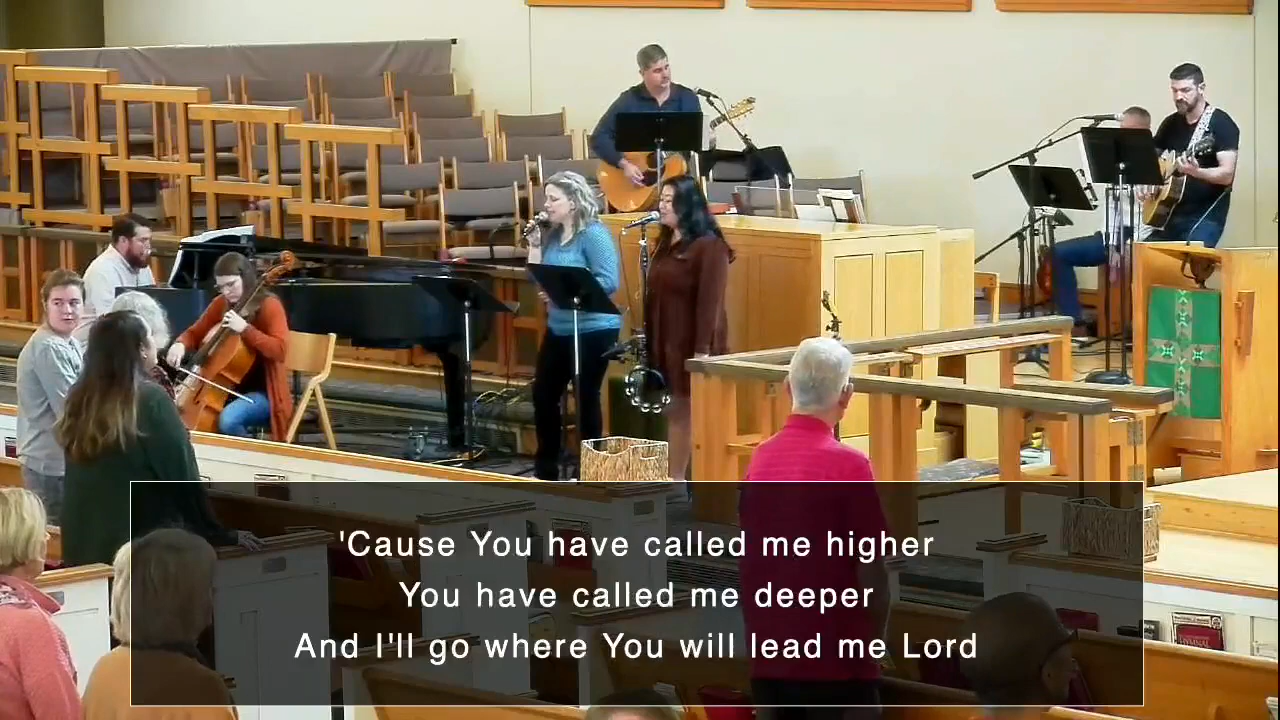 'Cause You have called me higher
You have called me deeper
And I'll go where You will lead me Lord
HYMNAL